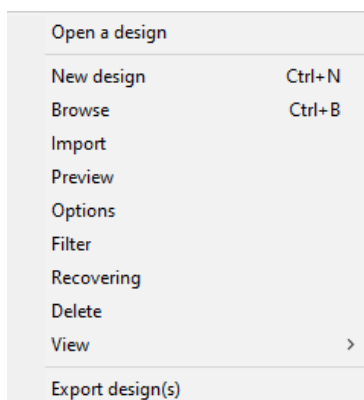 Open a design
New design Ctrl+N
Browse Ctrl+B
Import
Preview
Options
Filter
Recovering
Delete
View >
Export design(s)